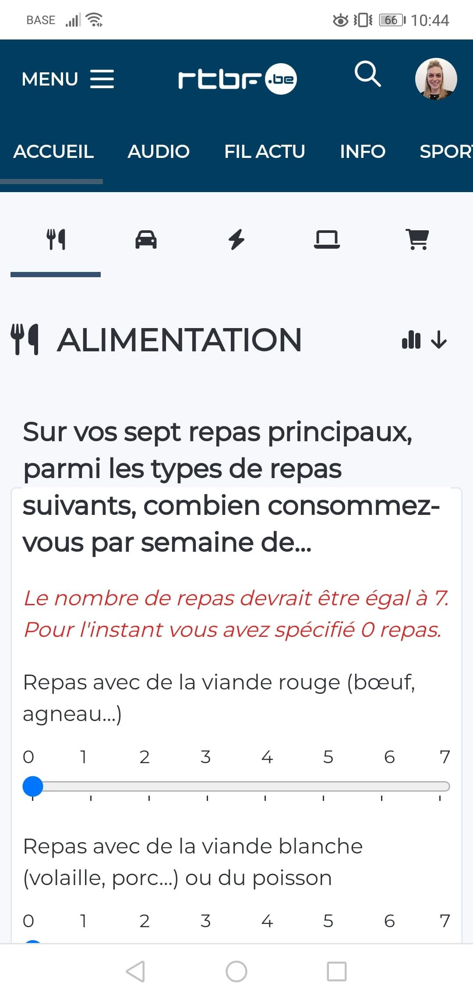 BASE 66 10:44
MENU rtbf.be
ACCUEIL AUDIO FIL ACTU INFO SPORT
ALIMENTATION
Sur vos sept repas principaux,
parmi les types de repas
suivants, combien consommez-
vous par semaine de...
Le nombre de repas devrait être égal à 7.
Pour l'instant vous avez spécifié 0 repas.
Repas avec de la viande rouge (bœuf,
agneau...)
0 1 2 3 4 5 6 7
Repas avec de la viande blanche
(volaille, porc...) ou du poisson
0 1 2 3 4 5 6 7